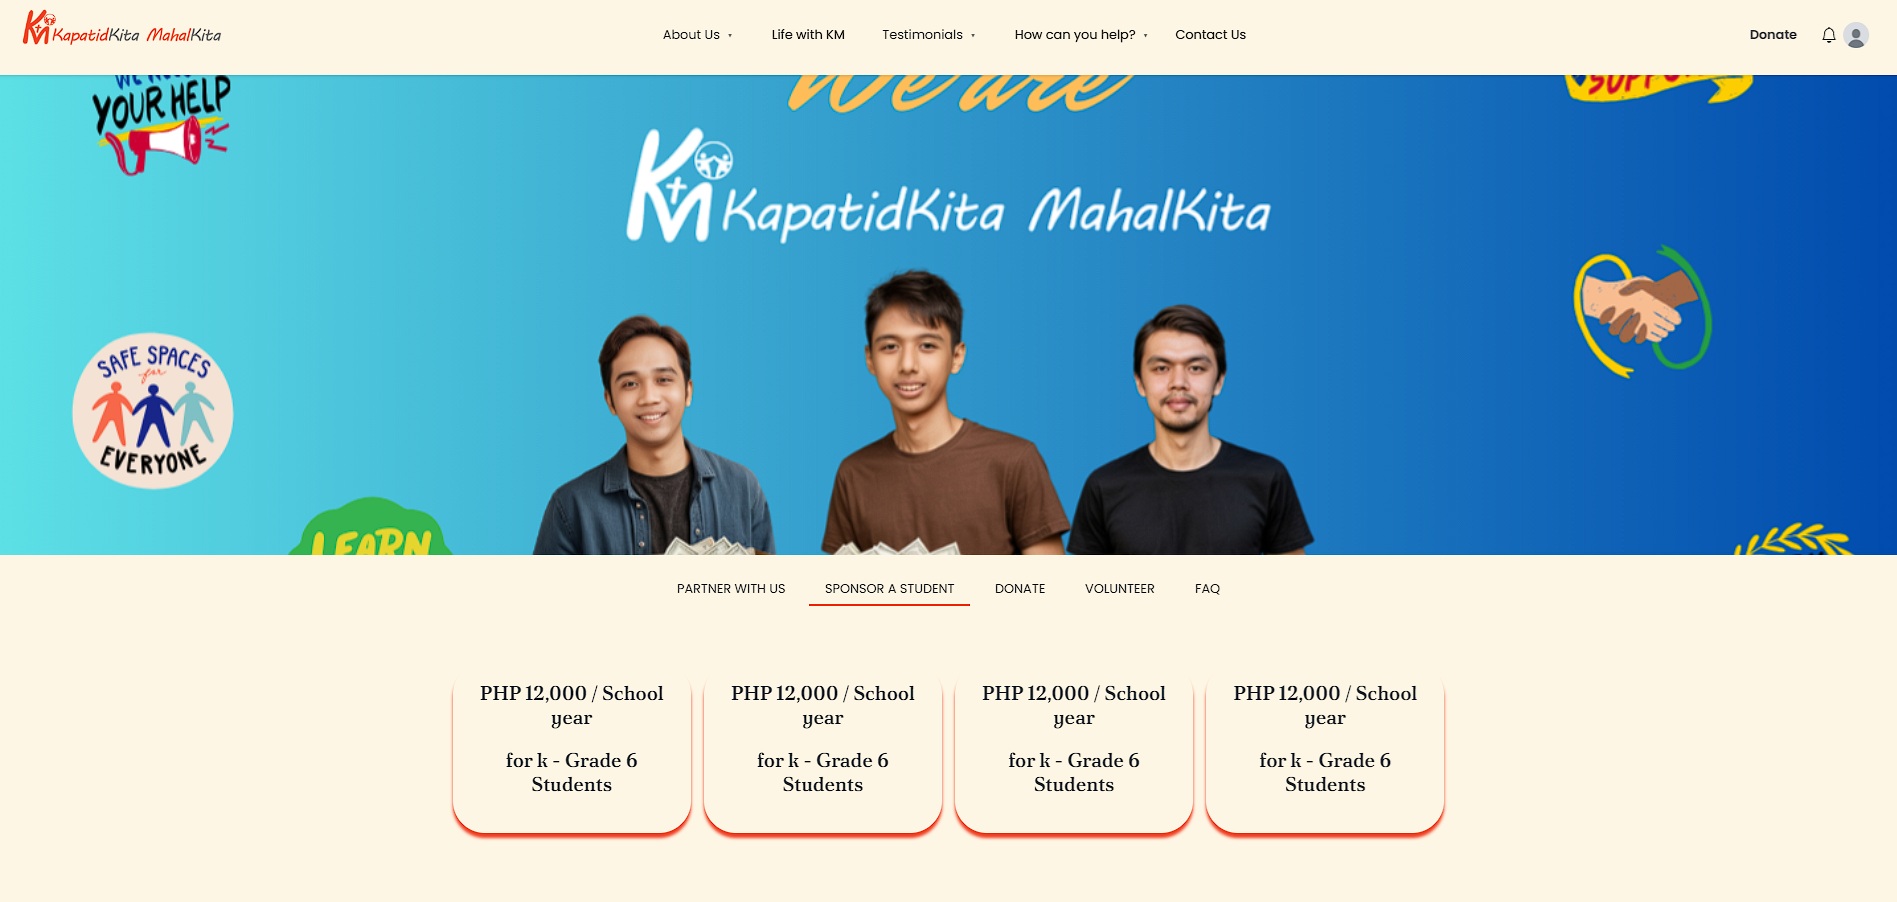 KM KapatidKita MahalKita
About Us
Life with KM
Testimonials
How can you help?
Contact Us
Donate
We are
YOUR HELP
KM KapatidKita MahalKita
SAFE SPACES
for
EVERYONE
LEARN
PARTNER WITH US
SPONSOR A STUDENT
DONATE
VOLUNTEER
FAQ
PHP 12,000 / School
year
for k - Grade 6
Students
PHP 12,000 / School
year
for k - Grade 6
Students
PHP 12,000 / School
year
for k - Grade 6
Students
PHP 12,000 / School
year
for k - Grade 6
Students